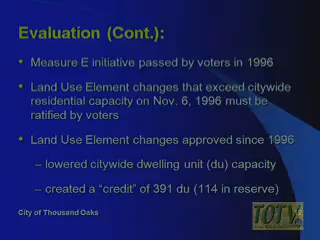 Evaluation (Cont.):
• Measure E initiative passed by voters in 1996
• Land Use Element changes that exceed citywide
residential capacity on Nov. 6, 1996 must be
ratified by voters
• Land Use Element changes approved since 1996
– lowered citywide dwelling unit (du) capacity
– created a “credit” of 391 du (114 in reserve)
City of Thousand Oaks
TOTV